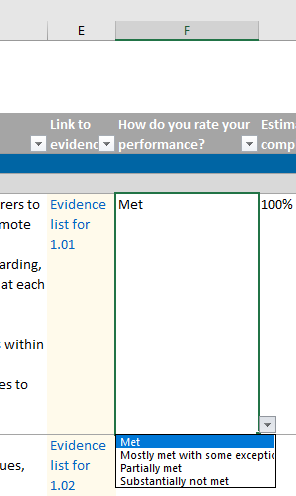 E
F
Link to
How do you rate your
Estim
evidenc
performance?
comp
rers to
Evidence
Met
100%
mote
list for
1.01
arding,
at each
within
es to
Evidence
Met
list for
Mostly met with some exceptic
Partially met
ues,
1.02
Substantially not met